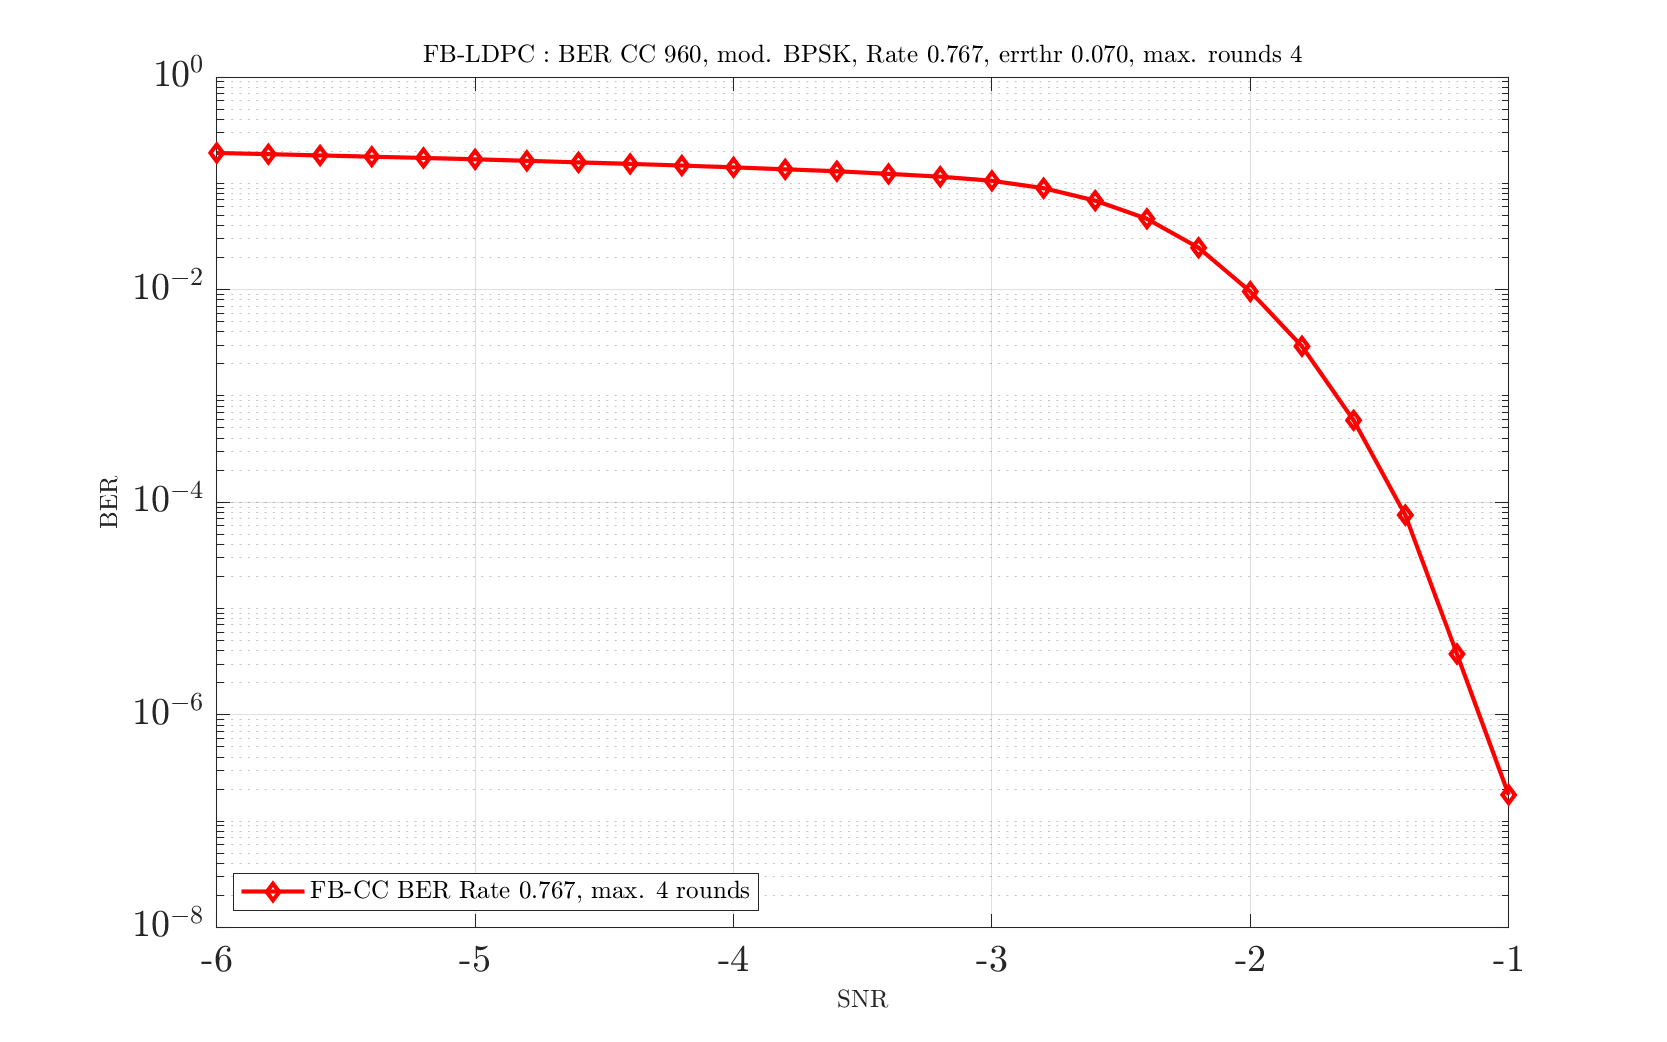 FB-LDPC : BER CC 960, mod. BPSK, Rate 0.767, errthr 0.070, max. rounds 4
10^0
10^-2
10^-4
10^-6
10^-8
BER
FB-CC BER Rate 0.767, max. 4 rounds
-6 -5 -4 -3 -2 -1
SNR